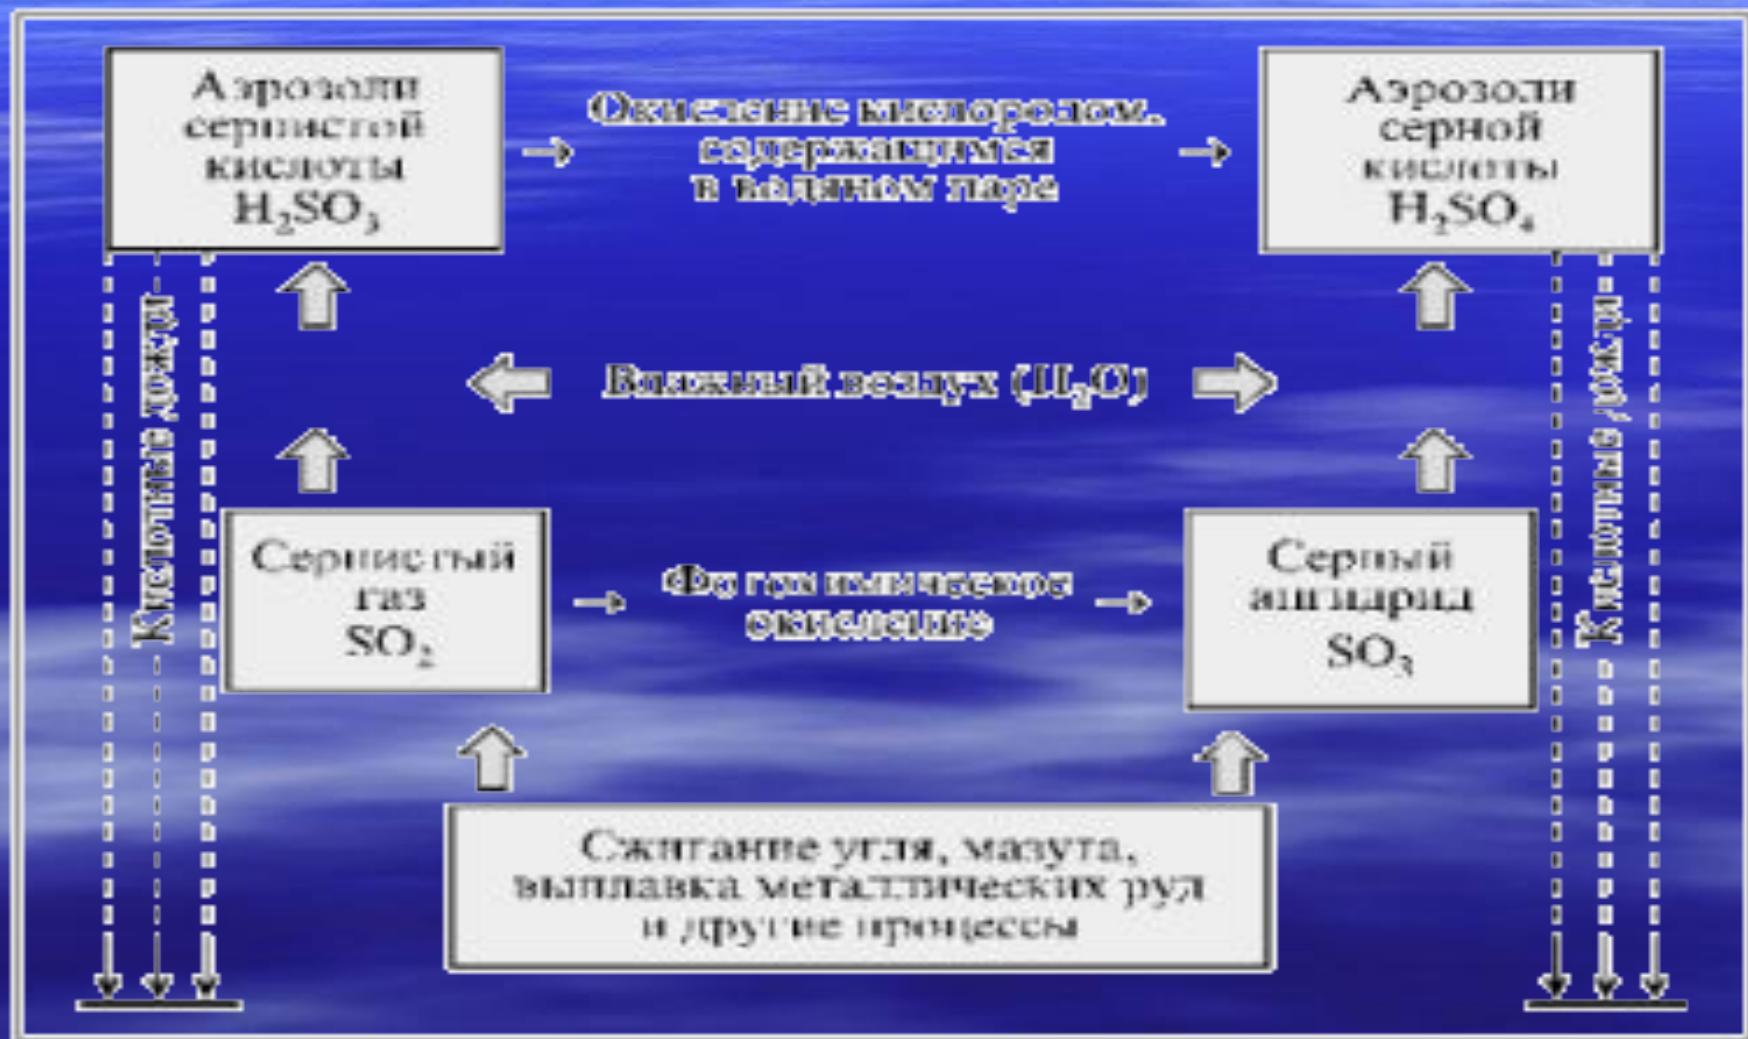 Аэрозоли
сернистой
кислоты
H₂SO₃
Окисление кислородом,
содержащимся
в водяном паре
Аэрозоли
серной
кислоты
H₂SO₄
Кислотные дожди
Влажный воздух (H₂O)
Кислотные дожди
Сернистый
газ
SO₂
Фотохимическое
окисление
Серный
ангидрид
SO₃
Сжигание угля, мазута,
выплавка металлических руд
и другие процессы